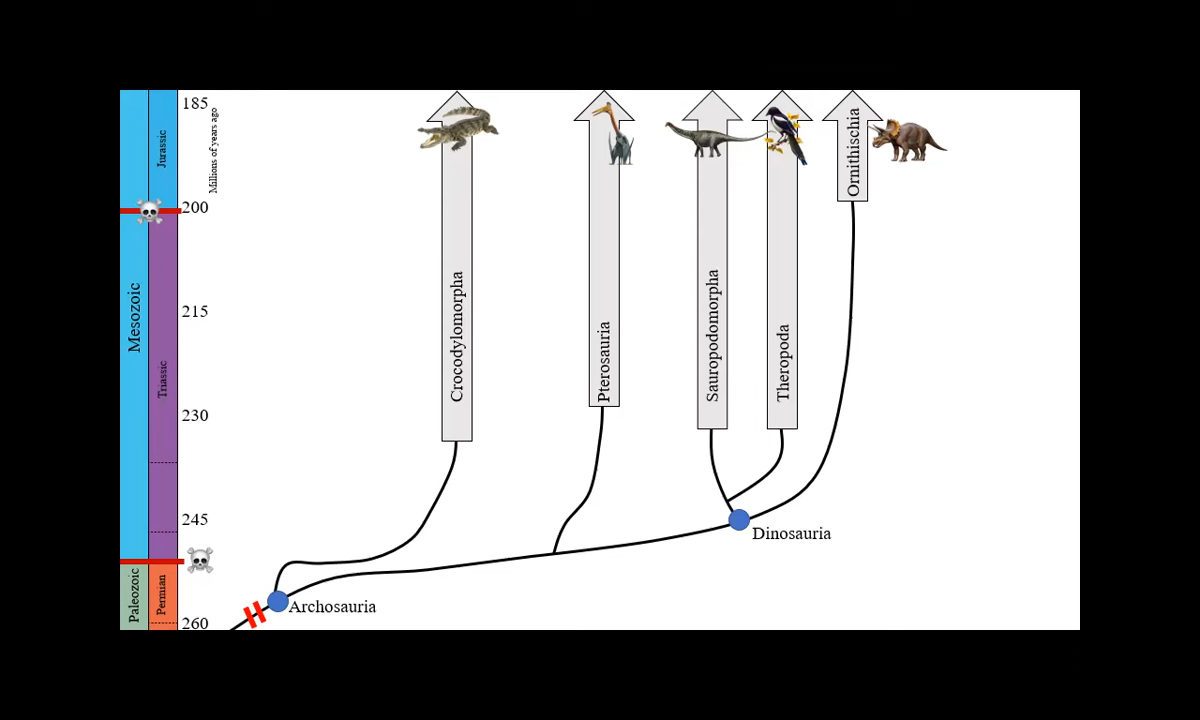 185
Millions of years ago
Jurassic
200
Mesozoic
215
Triassic
230
245
Paleozoic
Permian
260
Crocodylomorpha
Pterosauria
Sauropodomorpha
Theropoda
Ornithischia
Dinosauria
Archosauria